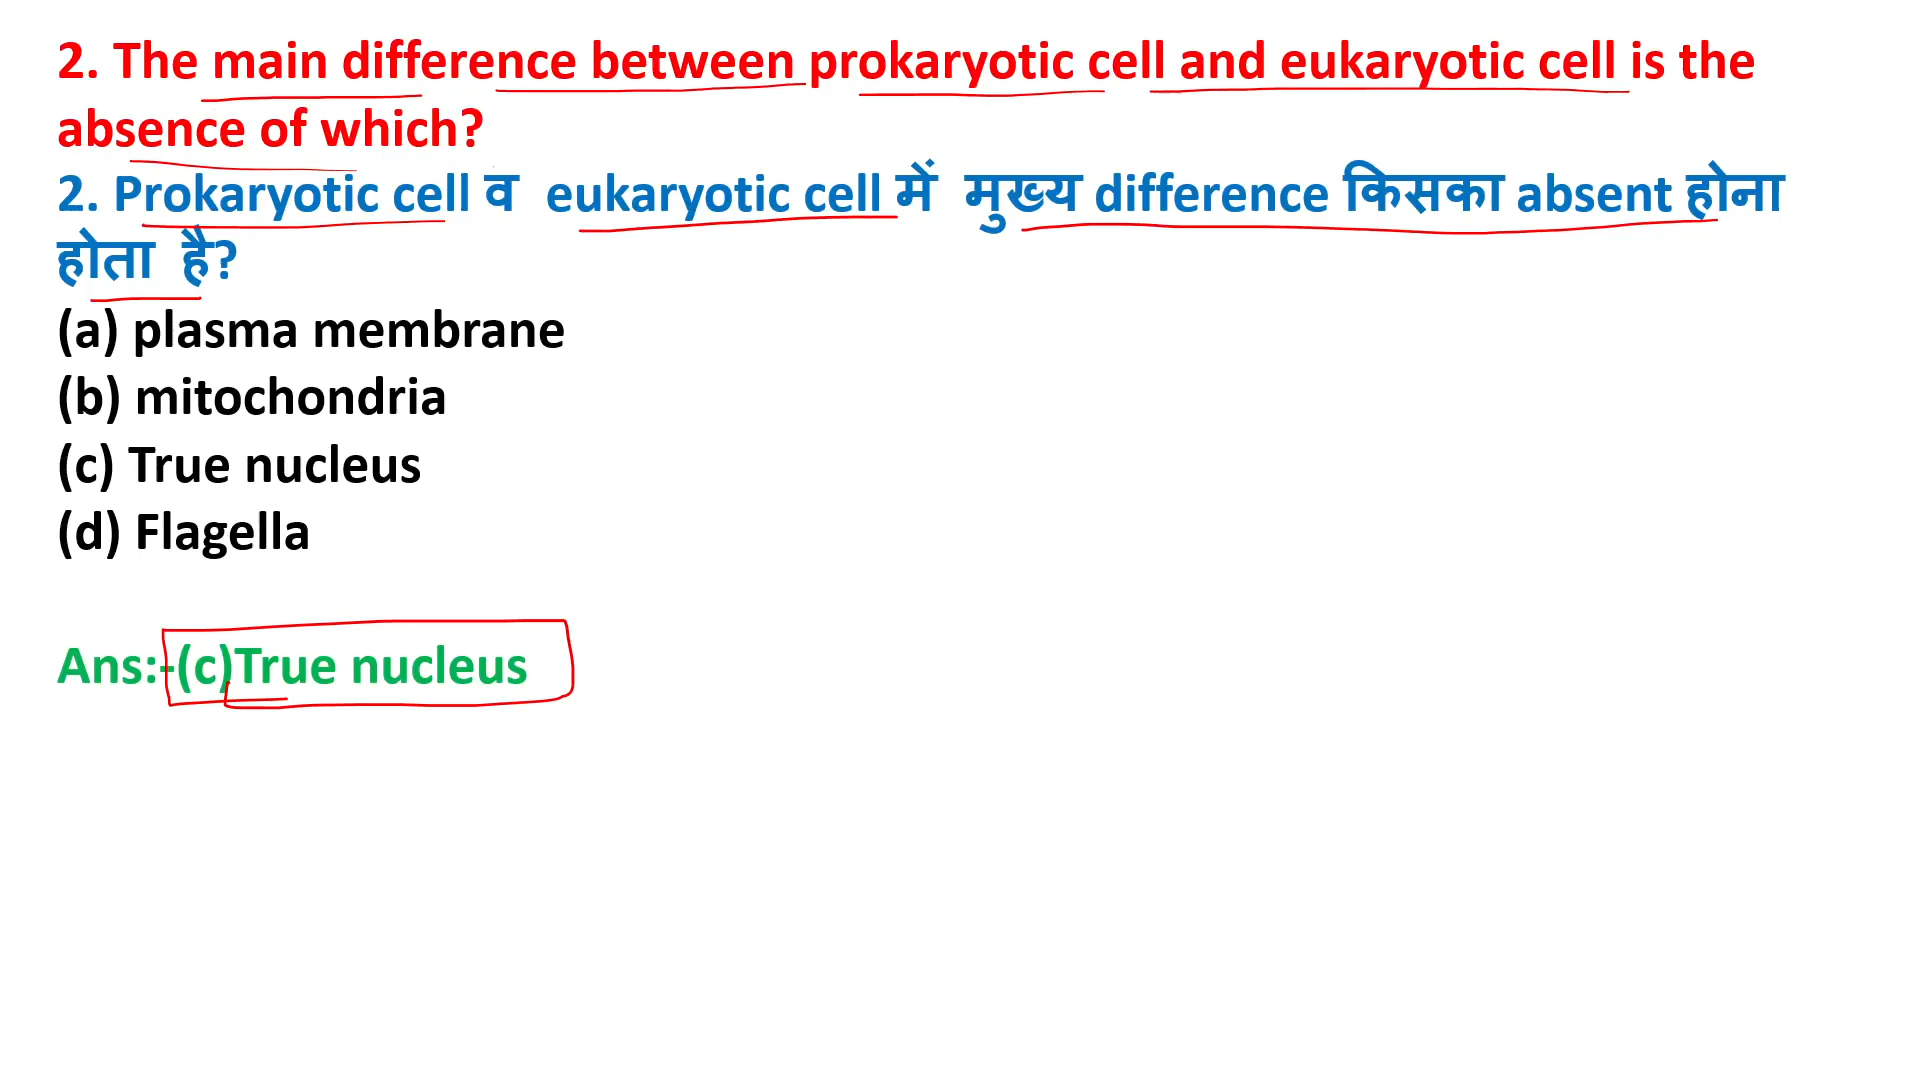 2. The main difference between prokaryotic cell and eukaryotic cell is the
absence of which?
2. Prokaryotic cell व eukaryotic cell में मुख्य difference किसका absent होना
होता है?
(a) plasma membrane
(b) mitochondria
(c) True nucleus
(d) Flagella
Ans:-(c)True nucleus